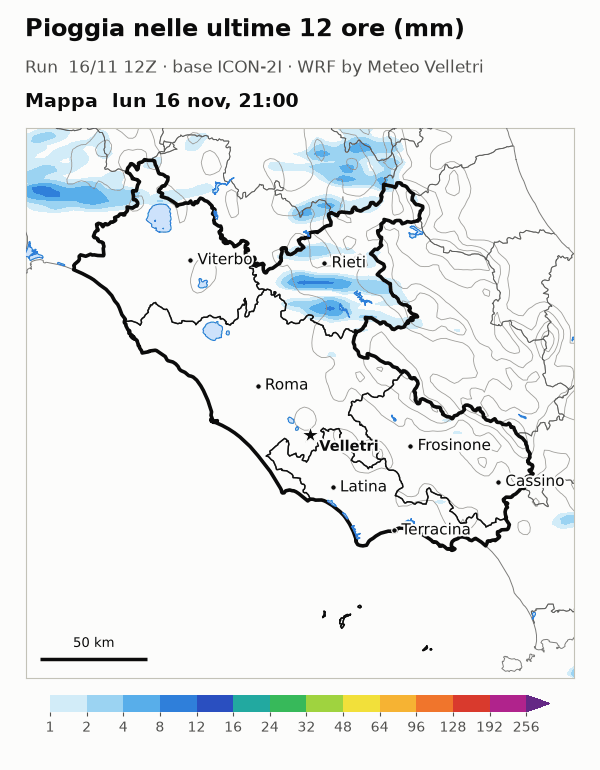 Pioggia nelle ultime 12 ore (mm)
Run  16/11 12Z · base ICON-2I · WRF by Meteo Velletri
Mappa  lun 16 nov, 21:00
Viterbo
Rieti
Roma
Velletri
Frosinone
Latina
Cassino
Terracina
50 km
1 2 4 8 12 16 24 32 48 64 96 128 192 256